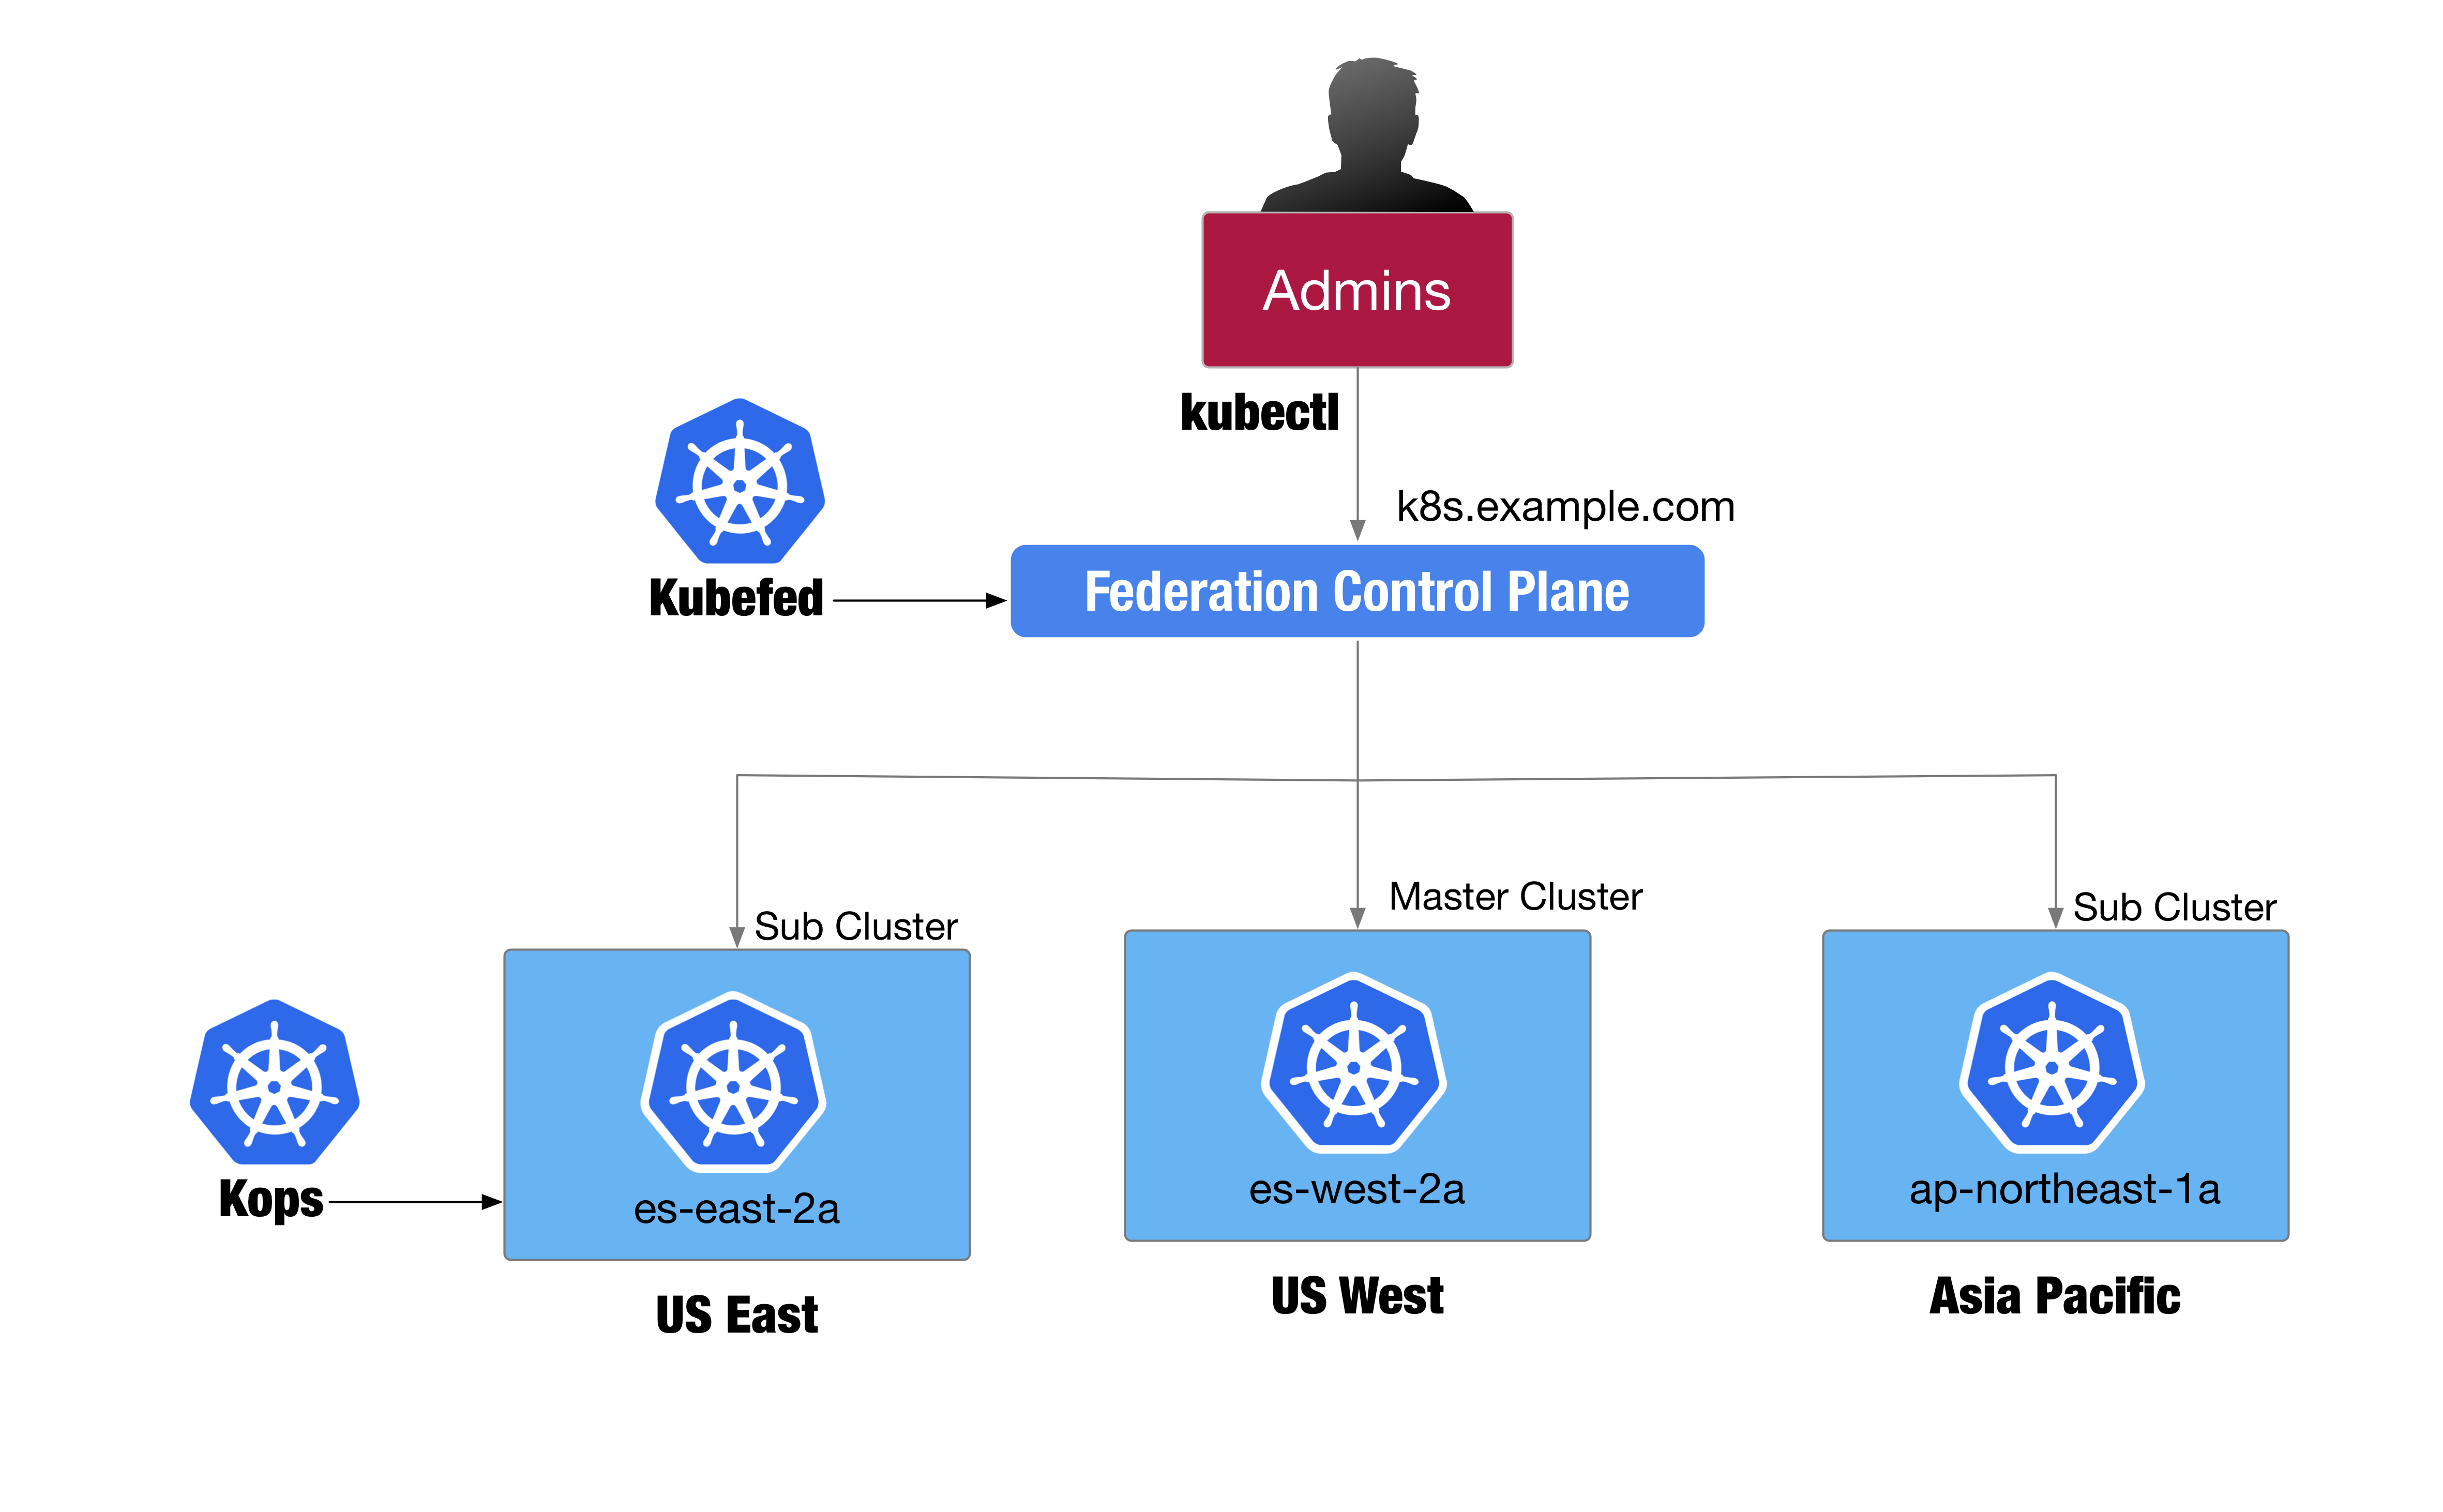 Admins
kubectl
k8s.example.com
Kubefed
Federation Control Plane
Sub Cluster
Master Cluster
Sub Cluster
Kops
es-east-2a
es-west-2a
ap-northeast-1a
US East
US West
Asia Pacific